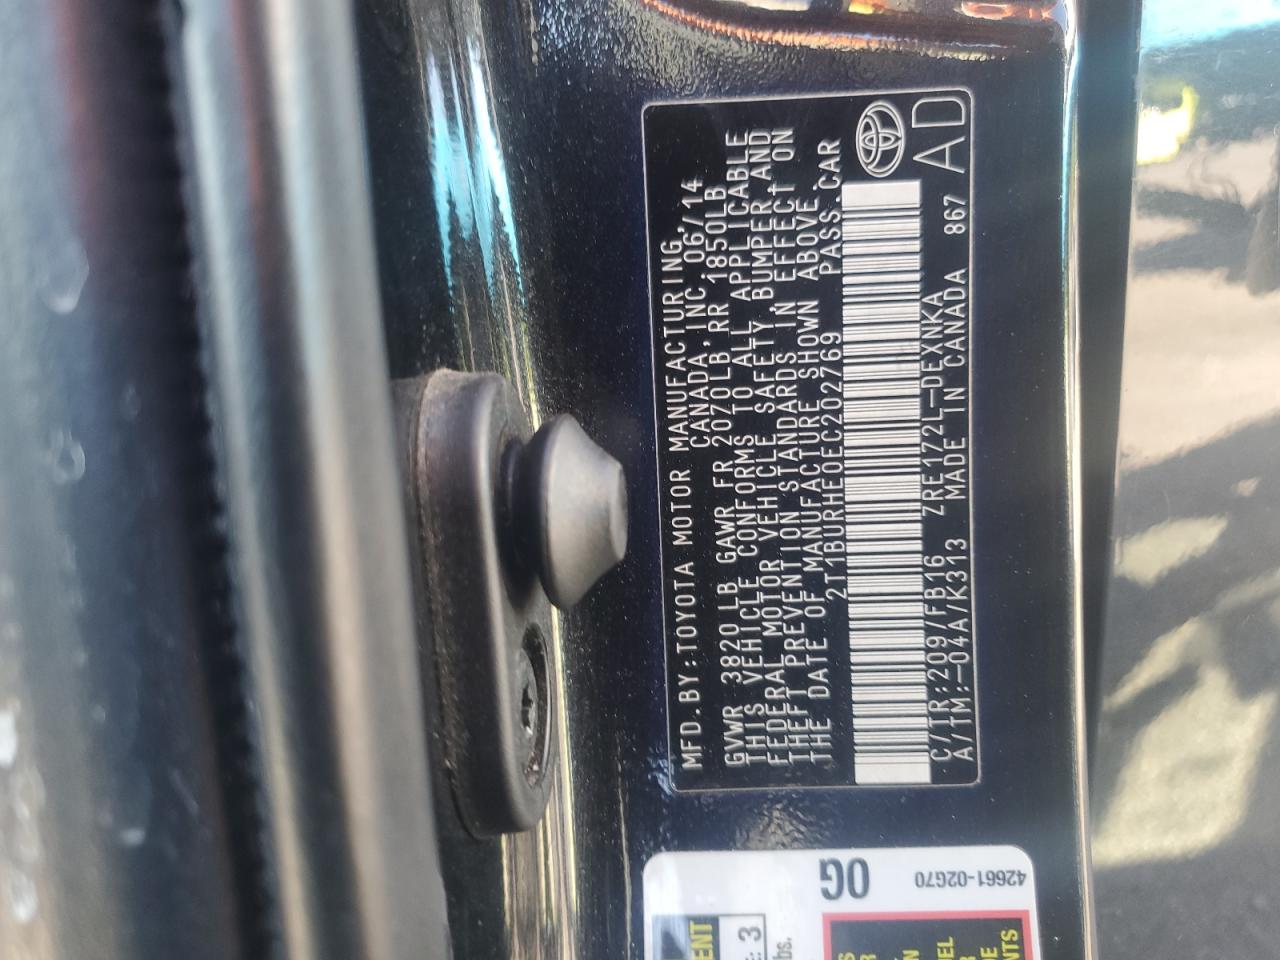 MFD. BY: TOYOTA MOTOR MANUFACTURING,
CANADA, INC. 06/14
GVWR 3820 LB GAWR FR 2070LB, RR 1850LB
THIS VEHICLE CONFORMS TO ALL APPLICABLE
FEDERAL MOTOR VEHICLE SAFETY, BUMPER, AND
THEFT PREVENTION STANDARDS IN EFFECT ON
THE DATE OF MANUFACTURE SHOWN ABOVE.
2T1BURHE0EC202769 PASS. CAR
C/TR: 209/FB16 ZRE172L-DEXNKA
A/TM: -04A/K313 MADE IN CANADA 867
AD
0G
42661-02G70
ENT
: 3
bs.